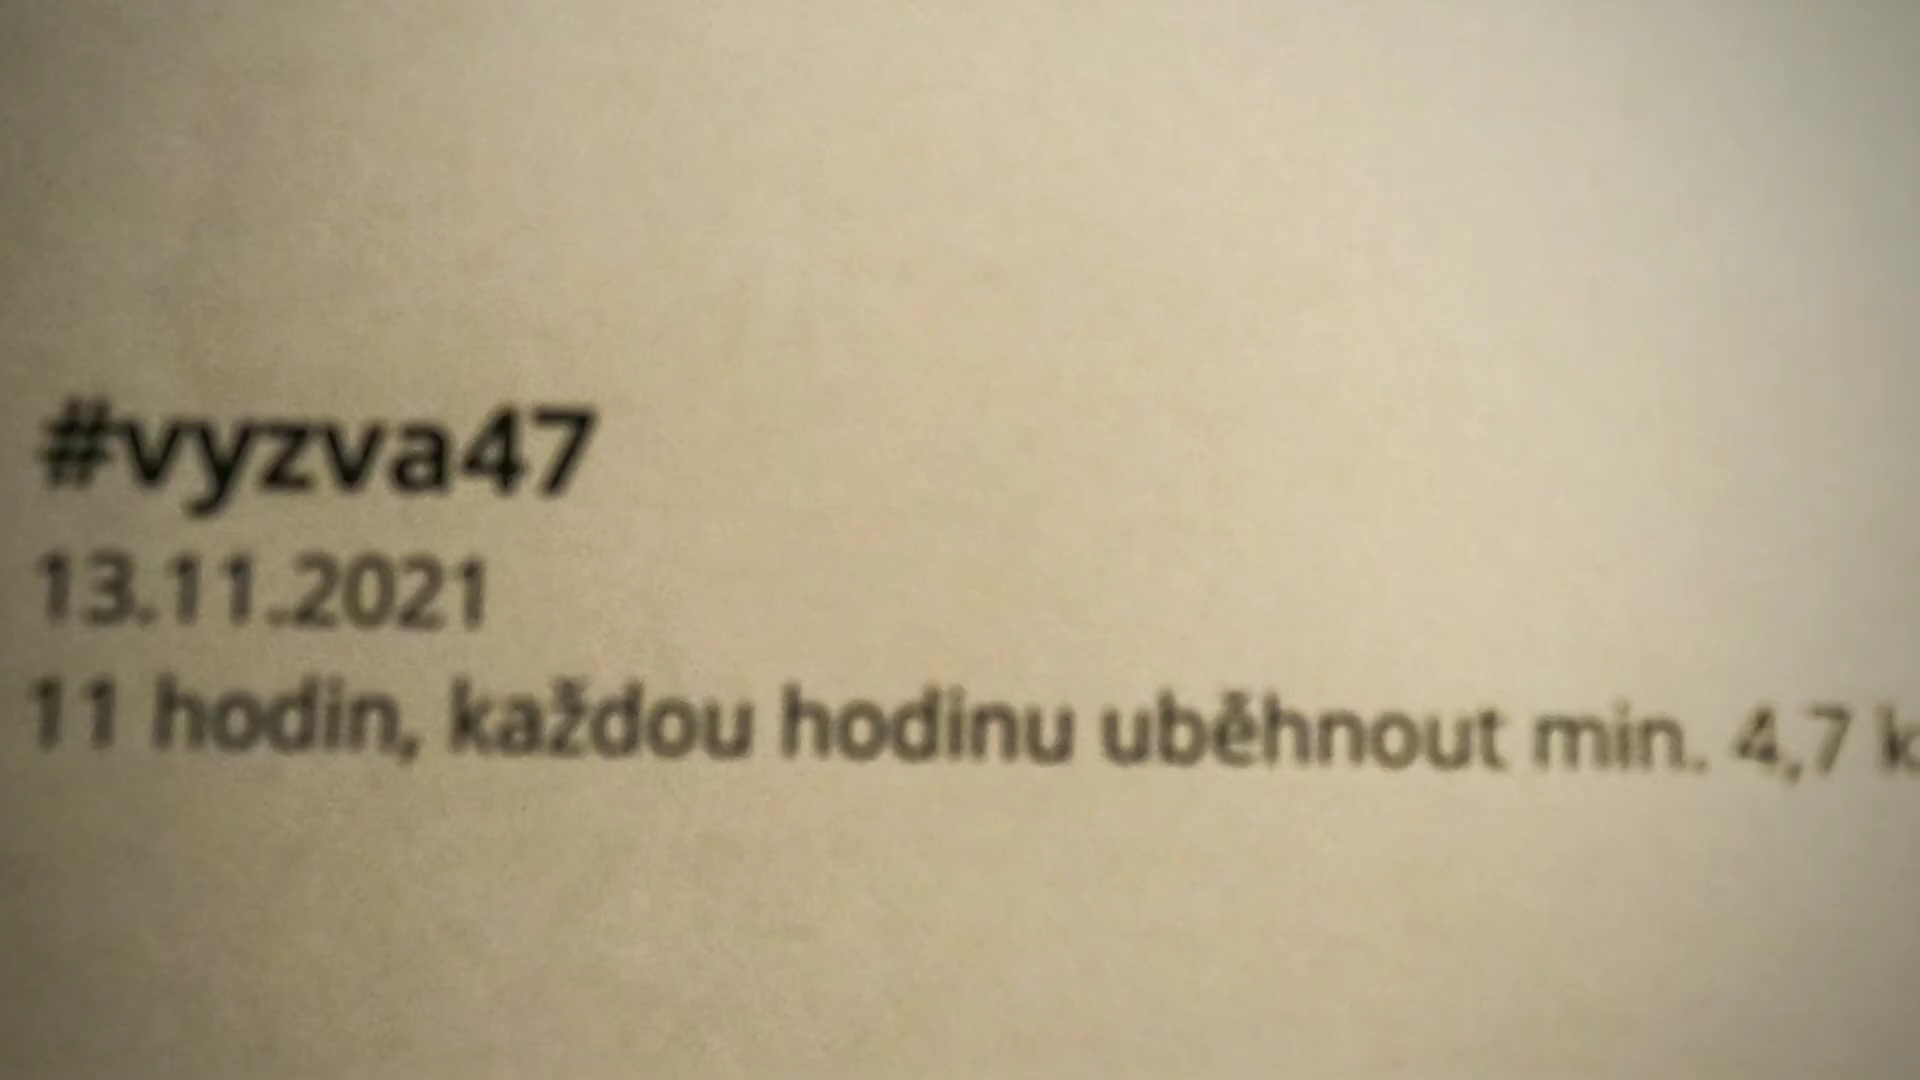 #vyzva47
13.11.2021
11 hodin, každou hodinu uběhnout min. 4,7